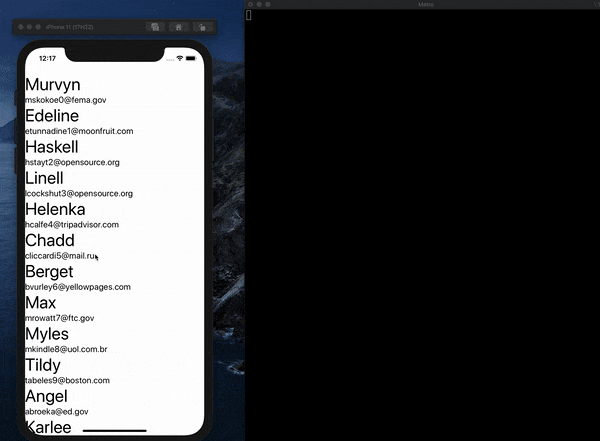 iPhone 11 (17H22)
Metro
12:17
Murvyn
mskokoe0@fema.gov
Edeline
etunnadine1@moonfruit.com
Haskell
hstayt2@opensource.org
Linell
lcockshut3@opensource.org
Helenka
hcalfe4@tripadvisor.com
Chadd
cliccardi5@mail.ru
Berget
bvurley6@yellowpages.com
Max
mrowatt7@ftc.gov
Myles
mkindle8@uol.com.br
Tildy
tabeles9@boston.com
Angel
abroeka@ed.gov
Karlee